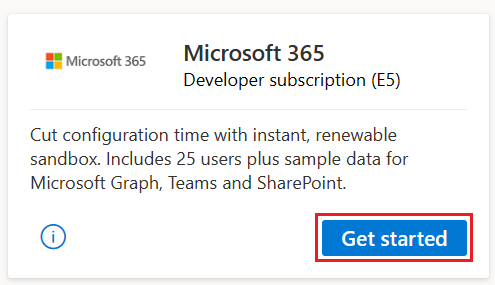 Microsoft 365
Microsoft 365
Developer subscription (E5)
Cut configuration time with instant, renewable
sandbox. Includes 25 users plus sample data for
Microsoft Graph, Teams and SharePoint.
i
Get started